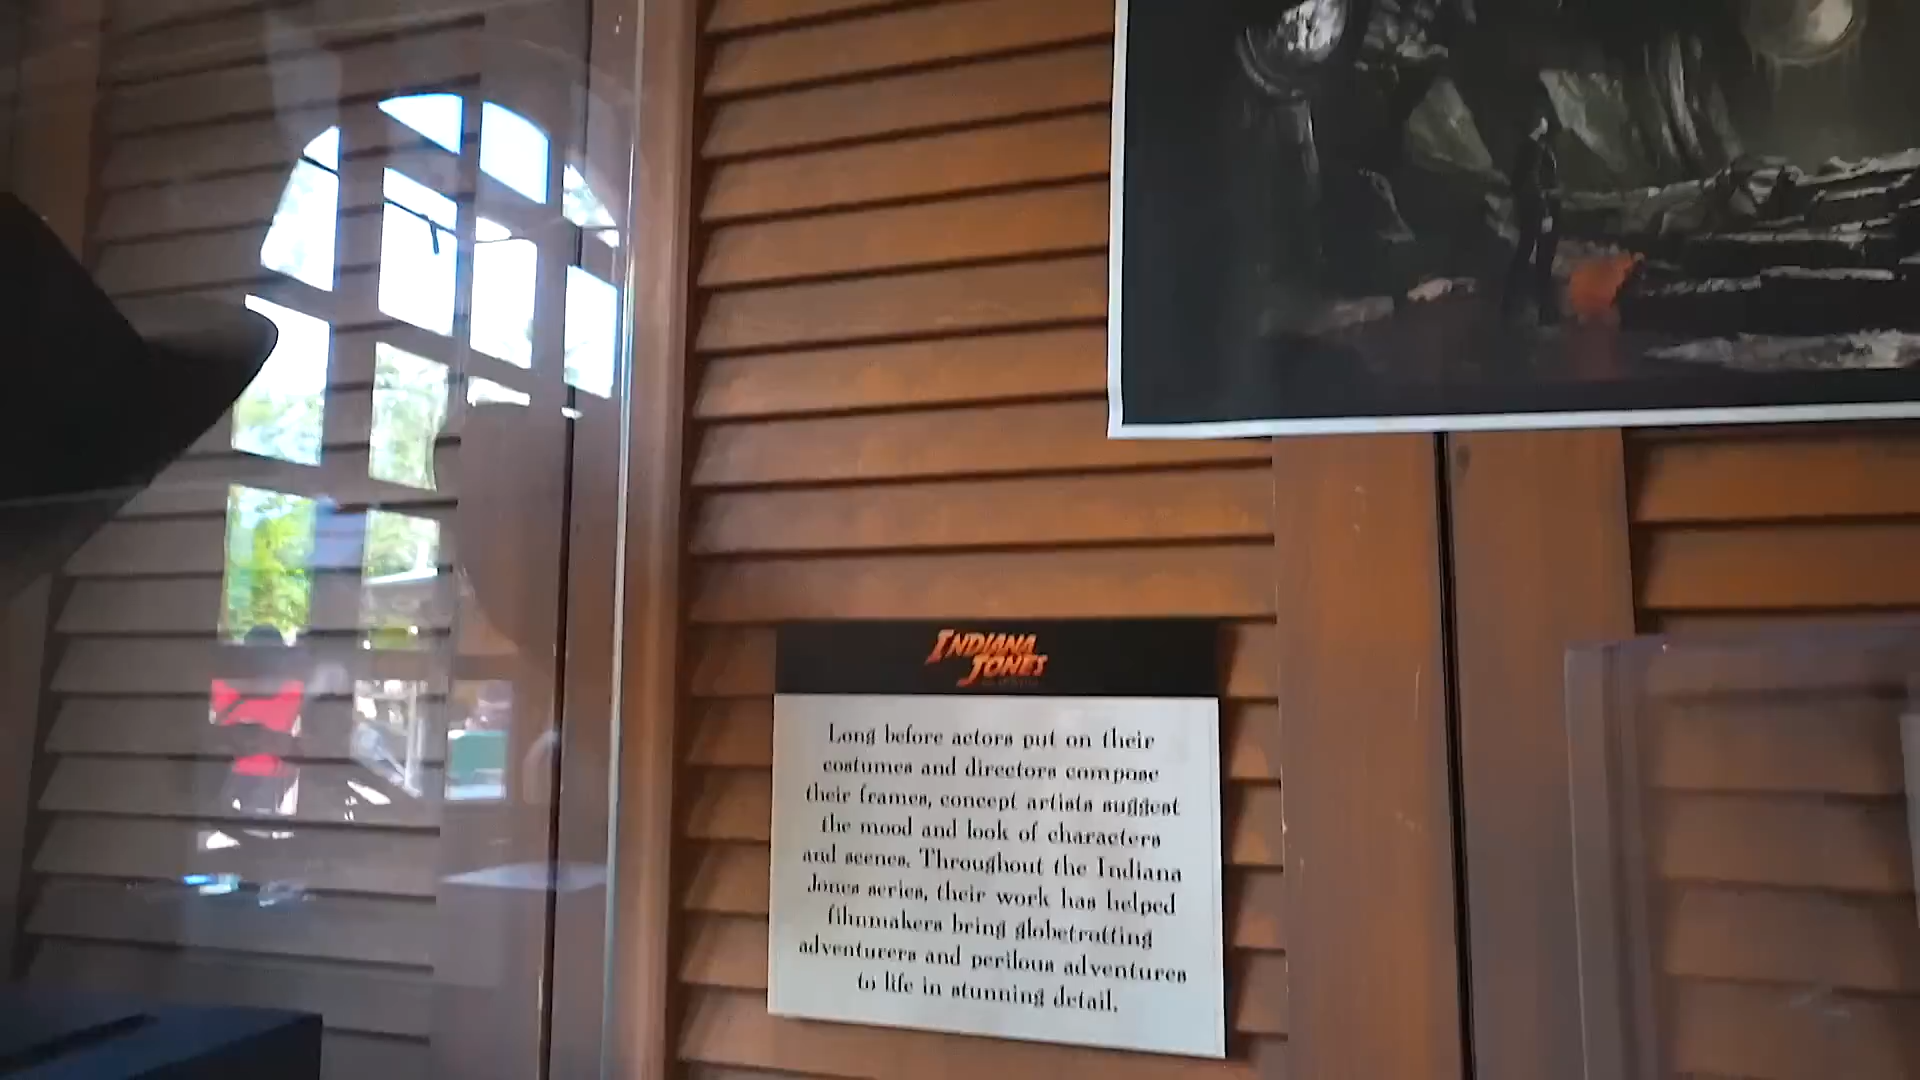 INDIANA
JONES
Long before actors put on their
costumes and directors compose
their frames, concept artists suggest
the mood and look of characters
and scenes. Throughout the Indiana
Jones series, their work has helped
filmmakers bring globetrotting
adventurers and perilous adventures
to life in stunning detail.